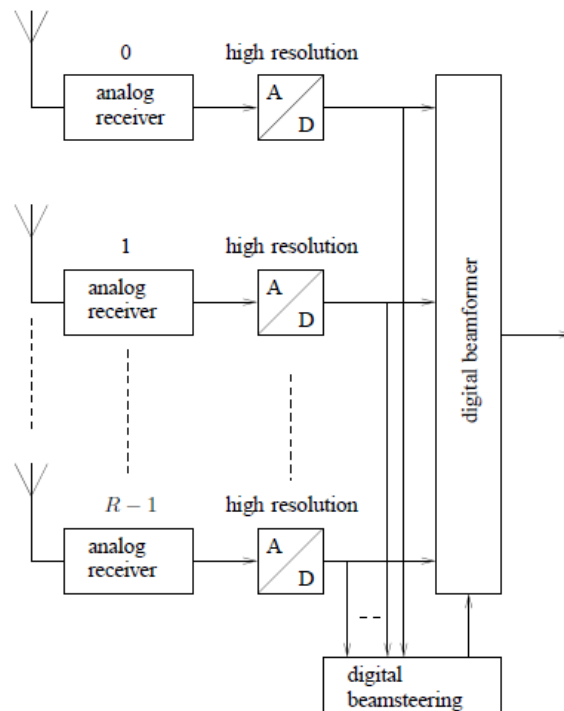 0 high resolution
analog
receiver
A
D
1 high resolution
analog
receiver
A
D
digital beamformer
R − 1 high resolution
analog
receiver
A
D
digital
beamsteering